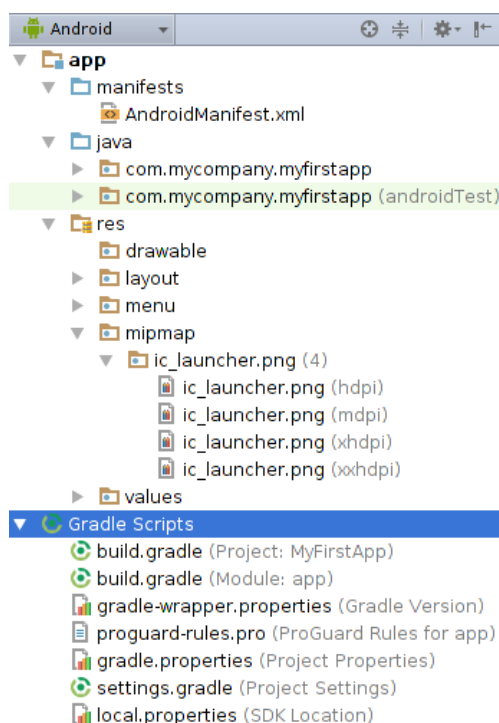 Android
app
manifests
AndroidManifest.xml
java
com.mycompany.myfirstapp
com.mycompany.myfirstapp (androidTest)
res
drawable
layout
menu
mipmap
ic_launcher.png (4)
ic_launcher.png (hdpi)
ic_launcher.png (mdpi)
ic_launcher.png (xhdpi)
ic_launcher.png (xxhdpi)
values
Gradle Scripts
build.gradle (Project: MyFirstApp)
build.gradle (Module: app)
gradle-wrapper.properties (Gradle Version)
proguard-rules.pro (ProGuard Rules for app)
gradle.properties (Project Properties)
settings.gradle (Project Settings)
local.properties (SDK Location)